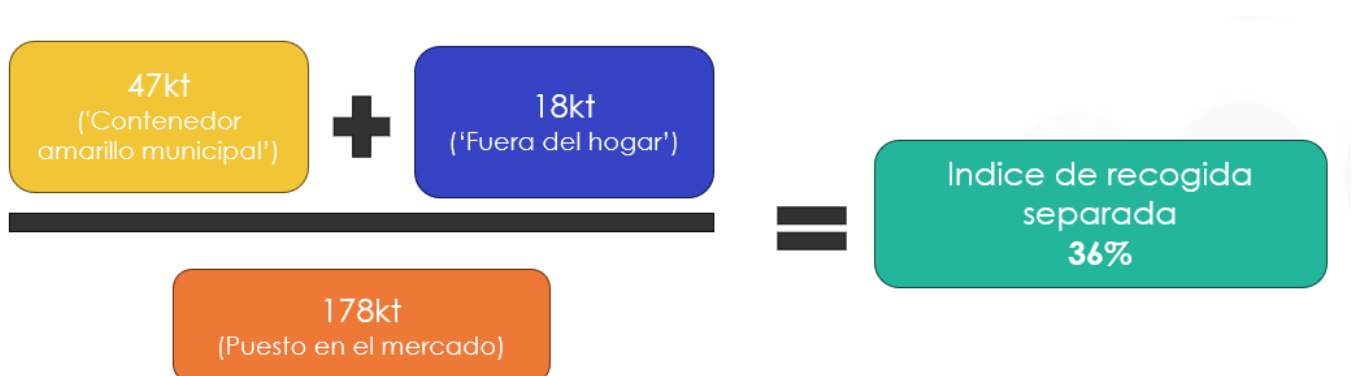 47kt
('Contenedor
amarillo municipal')
18kt
(‘Fuera del hogar’)
178kt
(Puesto en el mercado)
Indice de recogida
separada
36%